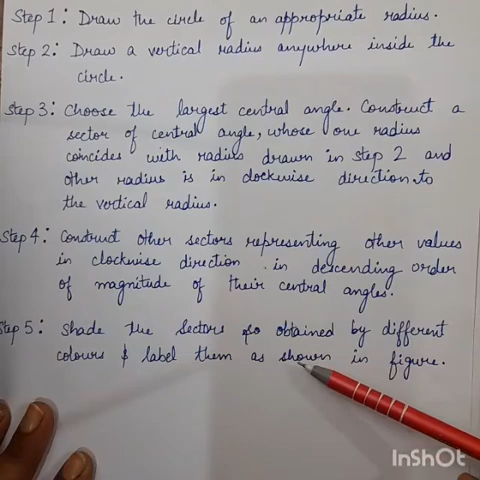 Step 1: Draw the circle of an appropriate radius.
Step 2: Draw a vertical radius anywhere inside the
circle.
Step 3: Choose the largest central angle. Construct a
sector of central angle, whose one radius
coincides with radius drawn in step 2 and
other radius is in clockwise direction to
the vertical radius.
Step 4: Construct other sectors representing other values
in clockwise direction in descending order
of magnitude of their central angles.
Step 5: Shade the sectors so obtained by different
colours & label them as shown in figure.
InShOt